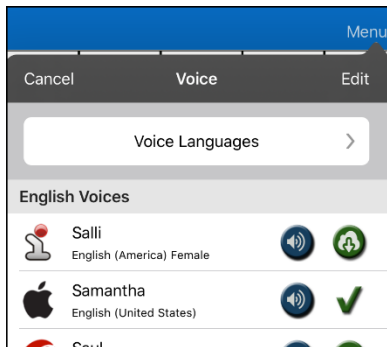 Menu
Cancel Voice Edit
Voice Languages
English Voices
Salli
English (America) Female
Samantha
English (United States)